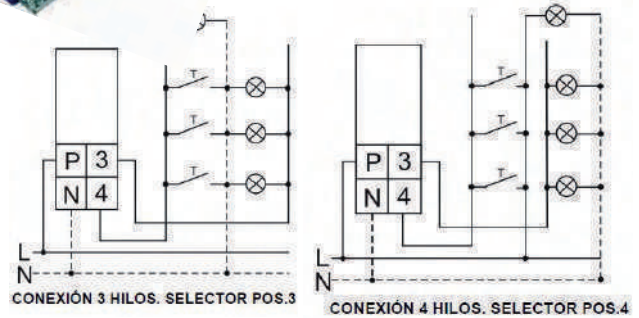 T
T
T
P 3
N 4
L
N
CONEXIÓN 3 HILOS. SELECTOR POS.3
T
T
T
P 3
N 4
L
N
CONEXIÓN 4 HILOS. SELECTOR POS.4